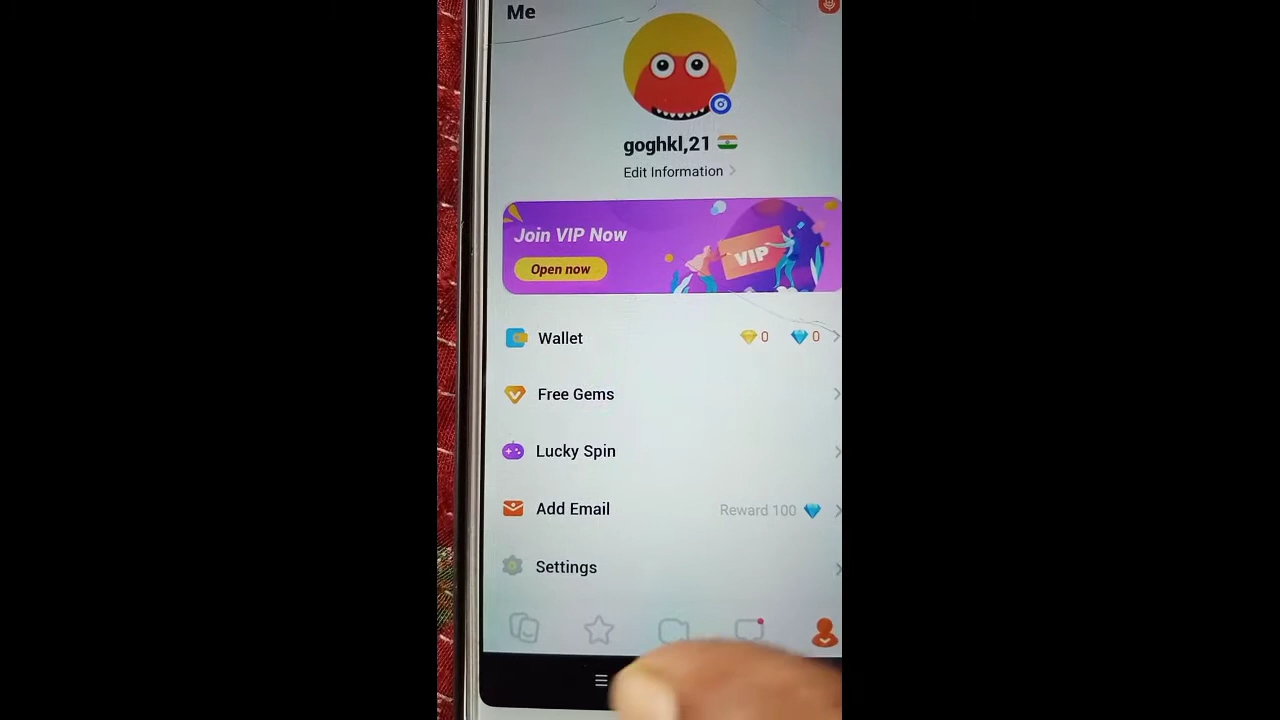 Me
goghkl,21
Edit Information
Join VIP Now
Open now
VIP
Wallet 0 0
Free Gems
Lucky Spin
Add Email Reward 100
Settings